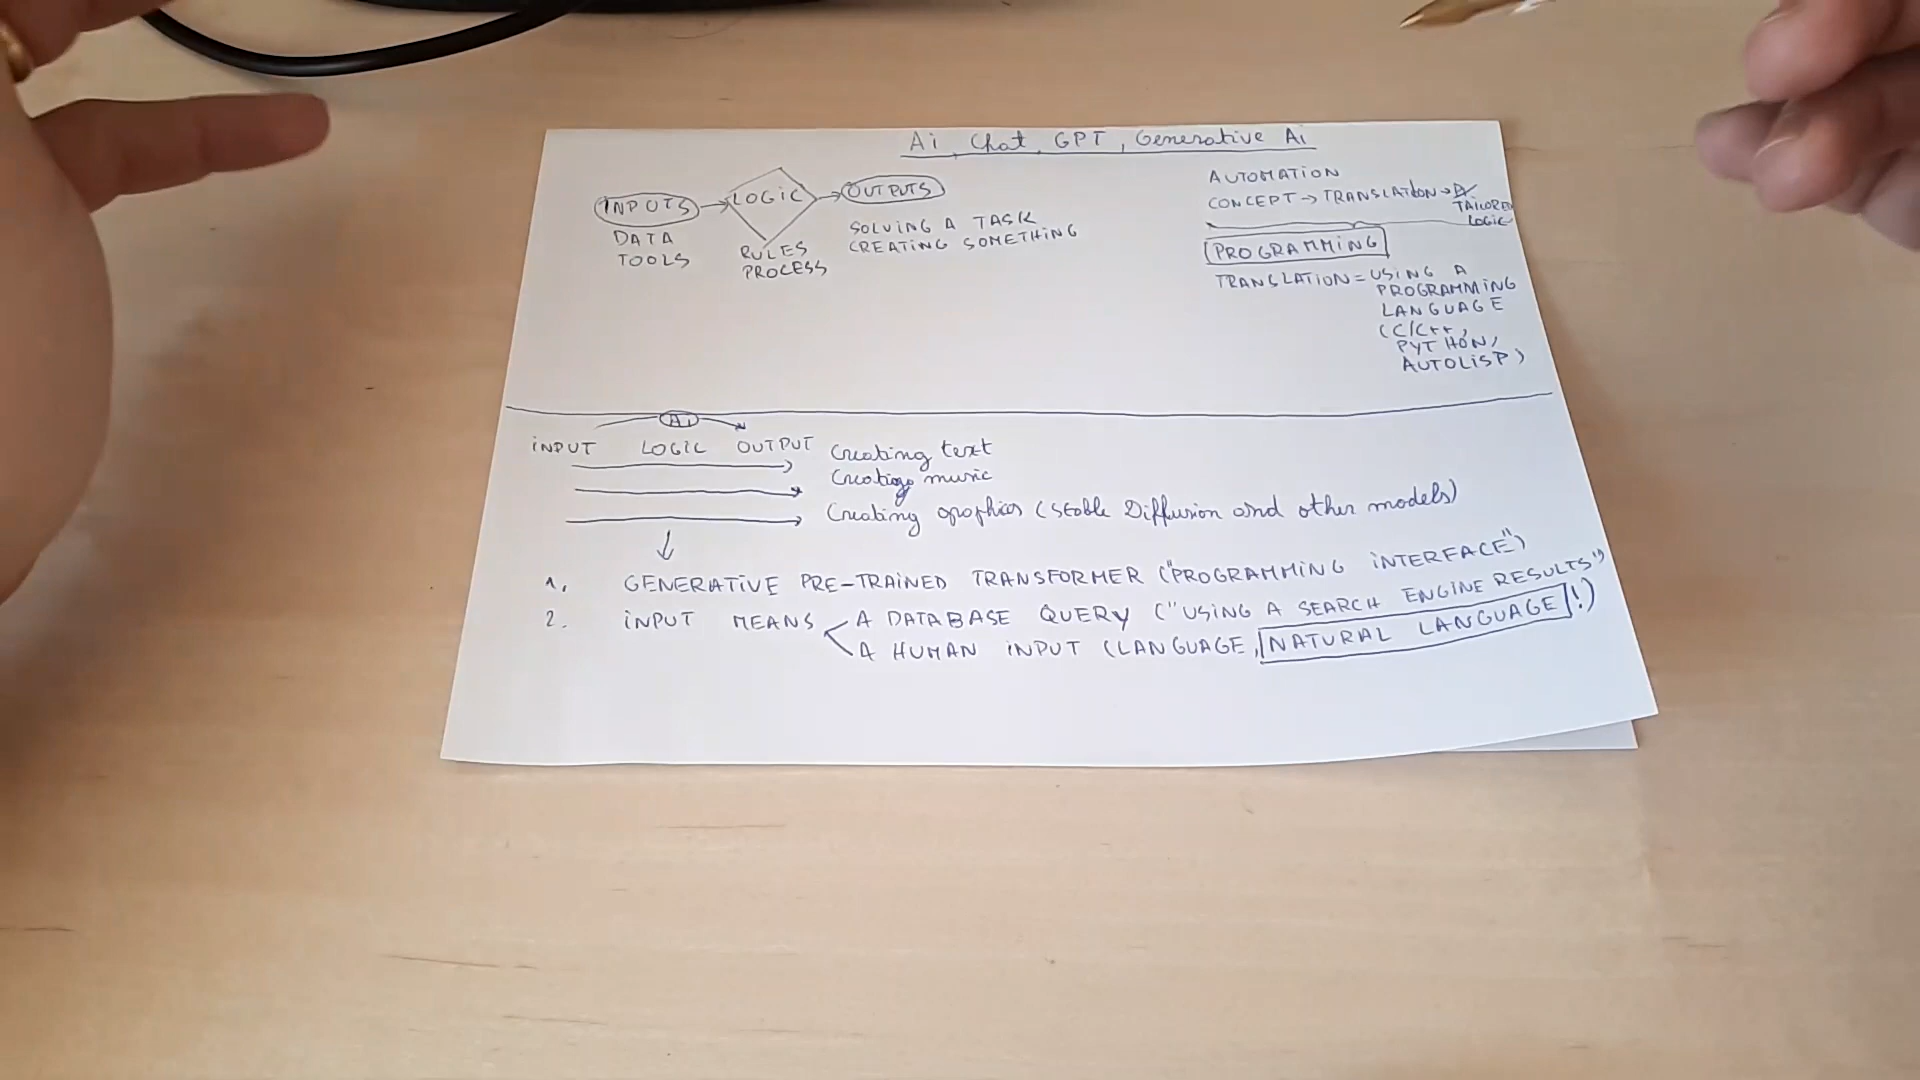 Ai, Chat GPT, Generative Ai
INPUTS → LOGIC → OUTPUTS
DATA
TOOLS
RULES
PROCESS
SOLVING A TASK
CREATING SOMETHING
AUTOMATION
CONCEPT → TRANSLATION →
TAILORED
LOGIC
PROGRAMMING
TRANSLATION = USING A
PROGRAMMING
LANGUAGE
(C/C++,
PYTHON,
AUTOLISP)
Ai
INPUT LOGIC OUTPUT
Creating text
Creating music
Creating graphics (Stable Diffusion and other models)
1. GENERATIVE PRE-TRAINED TRANSFORMER ("PROGRAMMING INTERFACE")
2. INPUT MEANS A DATABASE QUERY ("USING A SEARCH ENGINE RESULTS")
A HUMAN INPUT (LANGUAGE, NATURAL LANGUAGE!)